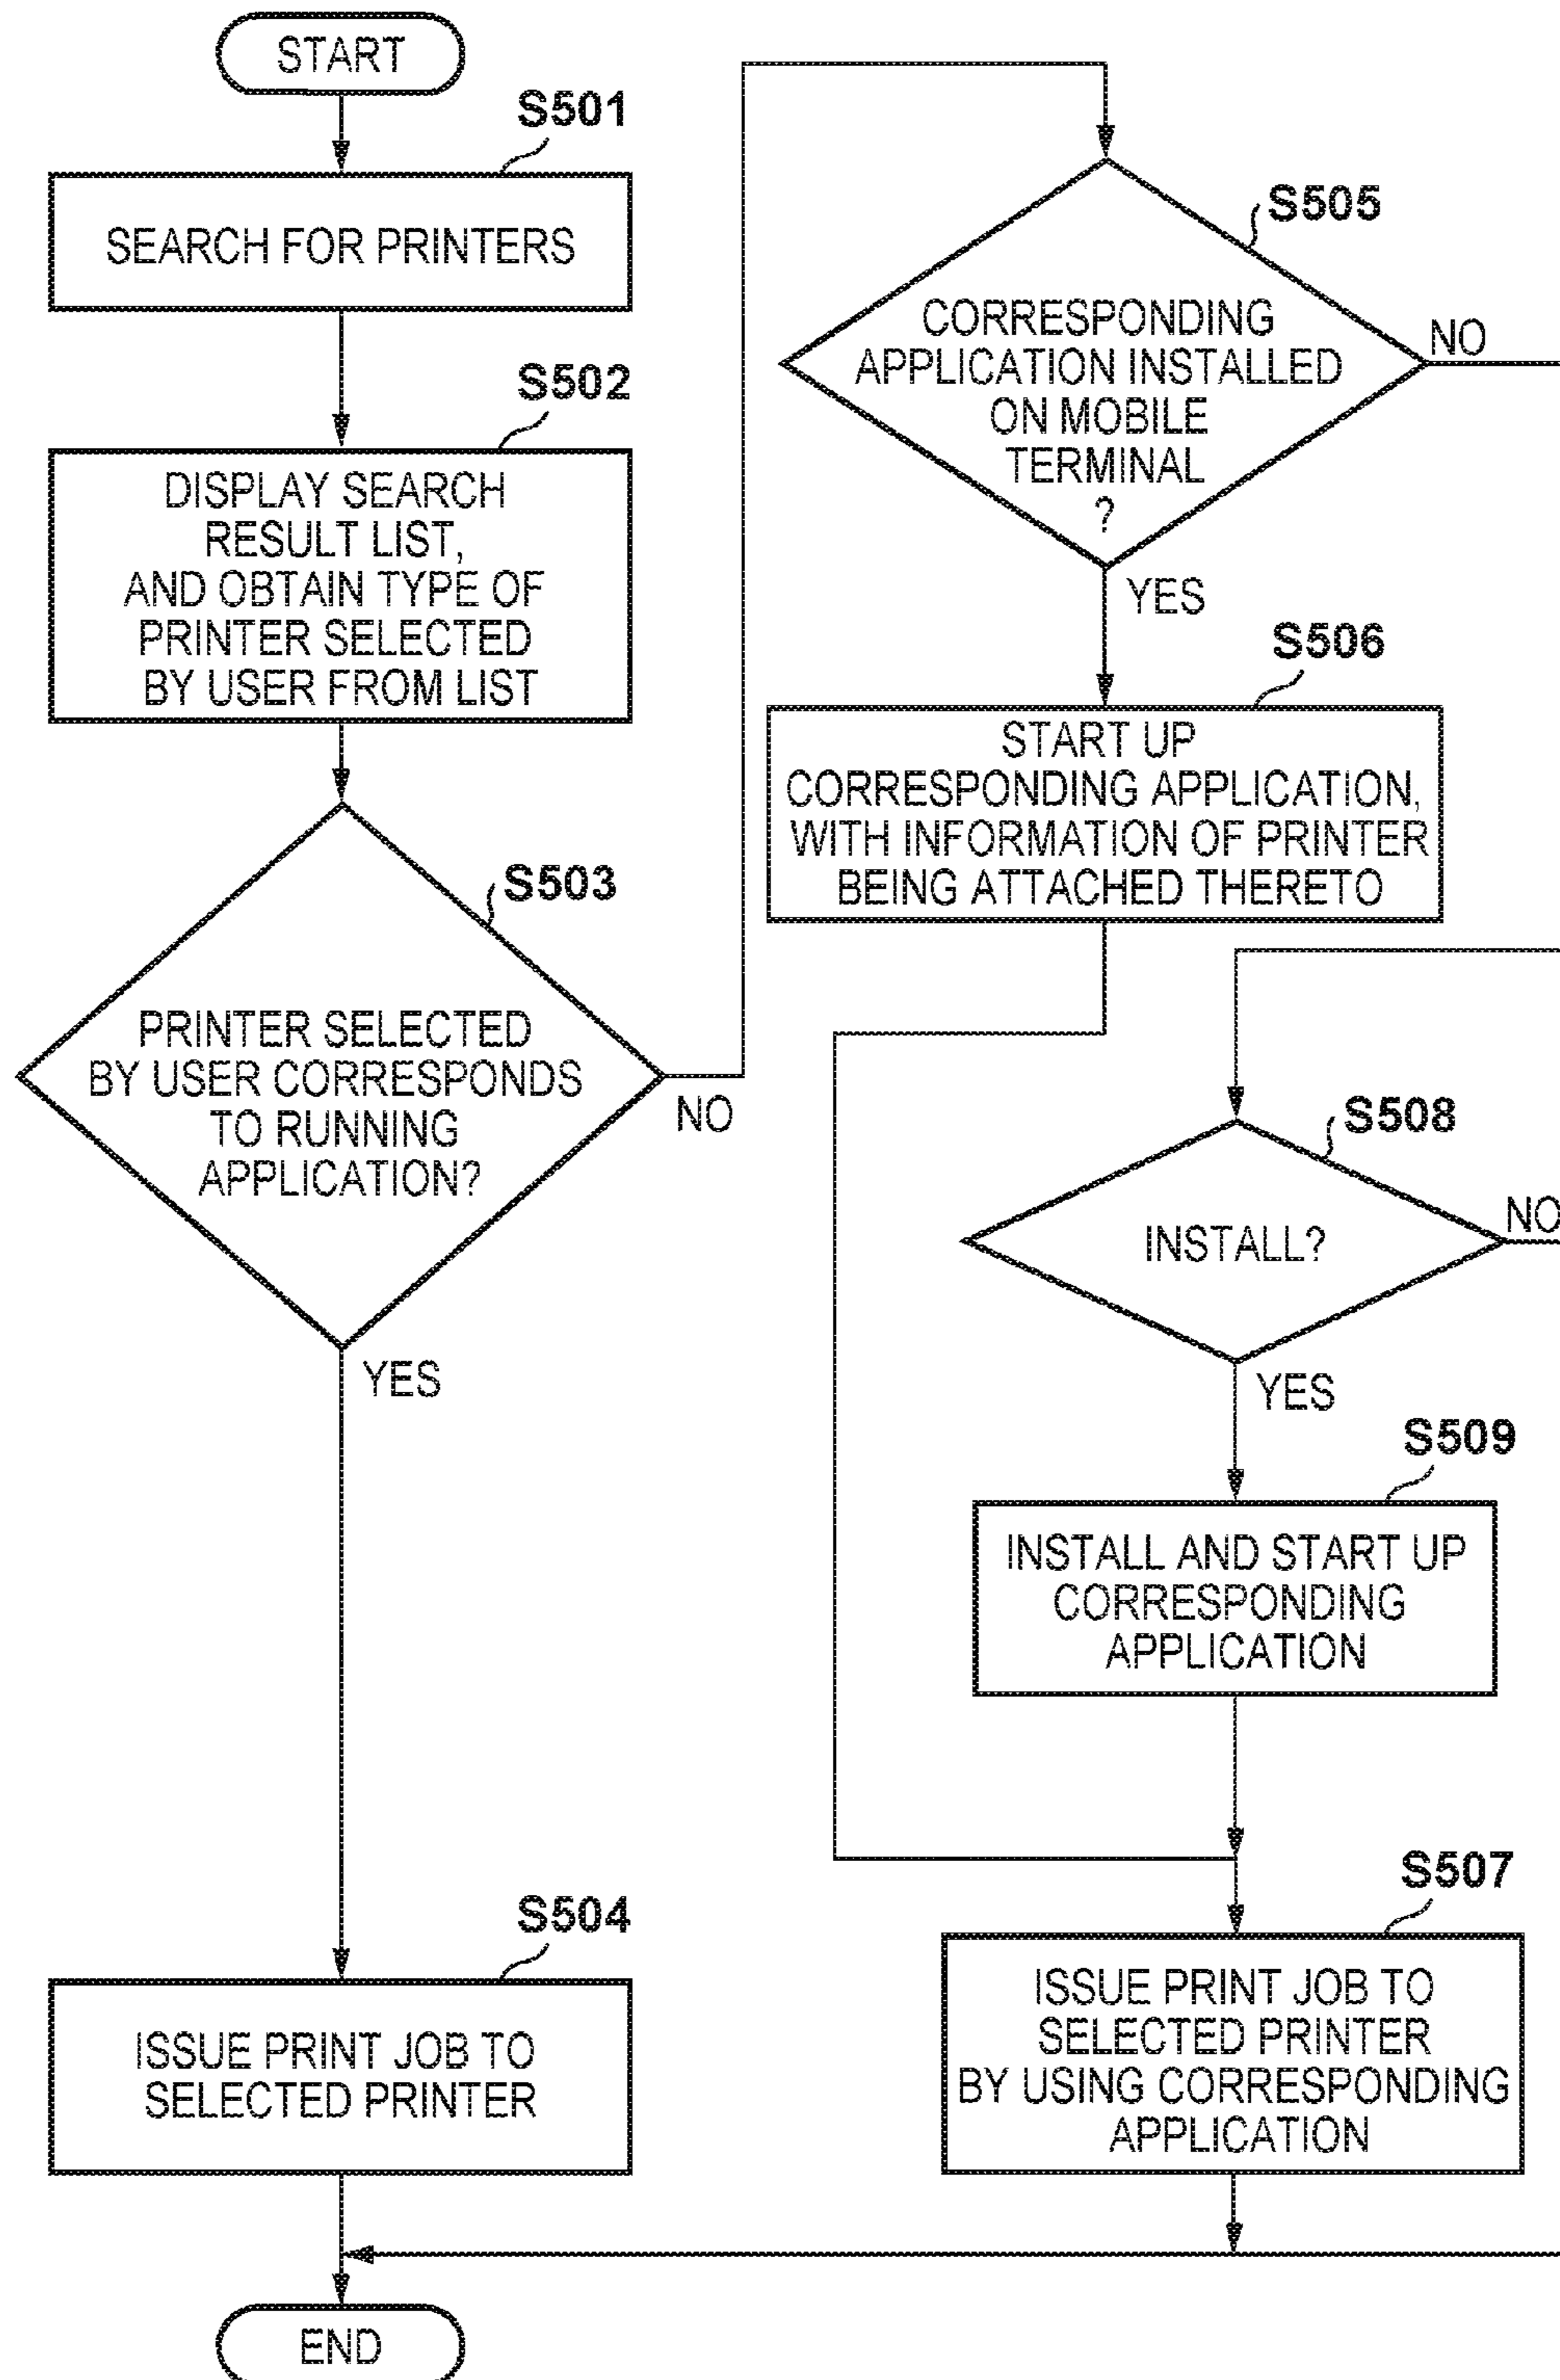 START
S501
SEARCH FOR PRINTERS
S502
DISPLAY SEARCH
RESULT LIST,
AND OBTAIN TYPE OF
PRINTER SELECTED
BY USER FROM LIST
S503
PRINTER SELECTED
BY USER CORRESPONDS
TO RUNNING
APPLICATION?
NO
YES
S504
ISSUE PRINT JOB TO
SELECTED PRINTER
END
S505
CORRESPONDING
APPLICATION INSTALLED
ON MOBILE
TERMINAL
?
NO
YES
S506
START UP
CORRESPONDING APPLICATION,
WITH INFORMATION OF PRINTER
BEING ATTACHED THERETO
S508
INSTALL?
NO
YES
S509
INSTALL AND START UP
CORRESPONDING
APPLICATION
S507
ISSUE PRINT JOB TO
SELECTED PRINTER
BY USING CORRESPONDING
APPLICATION